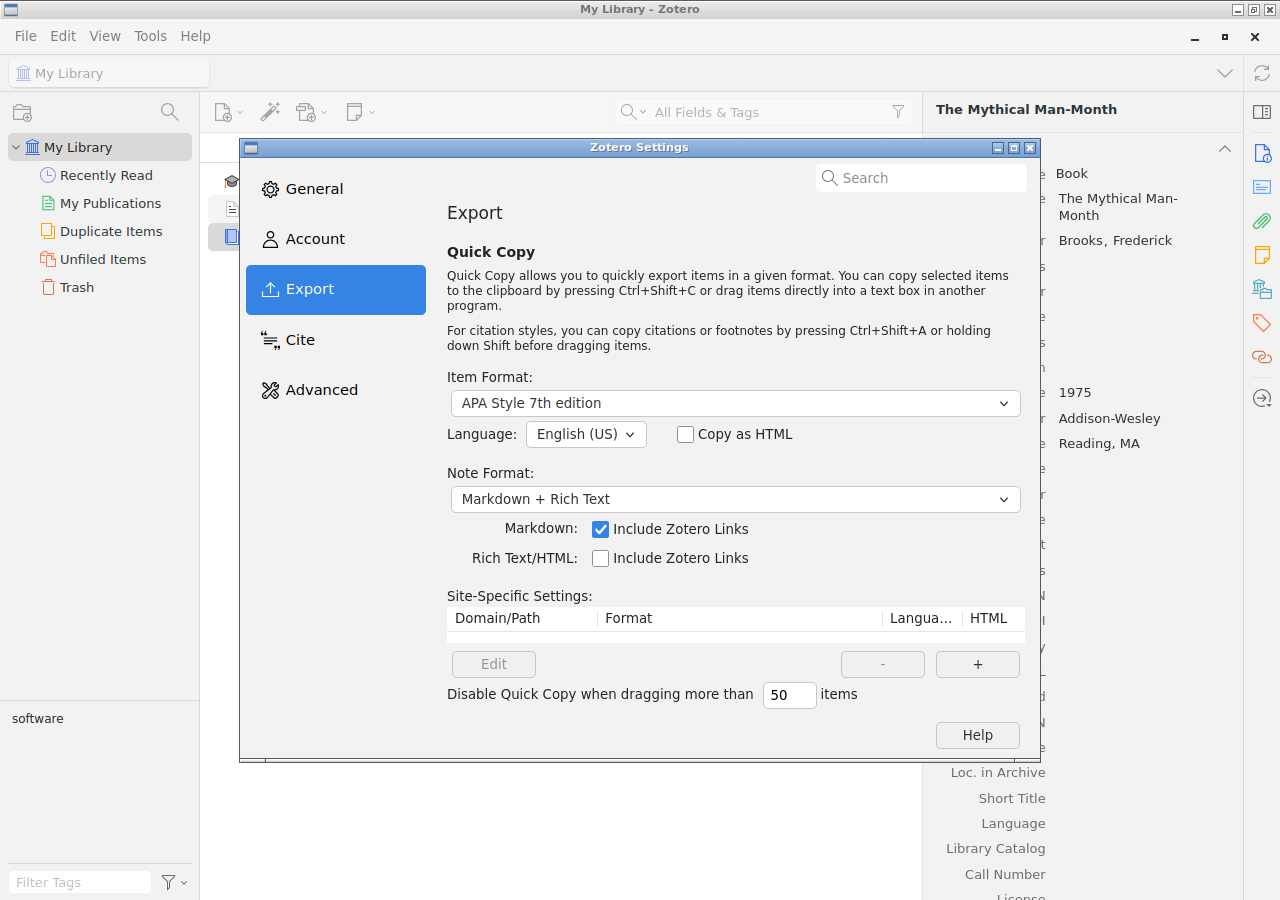 My Library - Zotero
File Edit View Tools Help
My Library
My Library
Recently Read
My Publications
Duplicate Items
Unfiled Items
Trash
software
Filter Tags
All Fields & Tags
Zotero Settings
General
Account
Export
Cite
Advanced
Search
Export
Quick Copy
Quick Copy allows you to quickly export items in a given format. You can copy selected items
to the clipboard by pressing Ctrl+Shift+C or drag items directly into a text box in another
program.
For citation styles, you can copy citations or footnotes by pressing Ctrl+Shift+A or holding
down Shift before dragging items.
Item Format:
APA Style 7th edition
Language: English (US) Copy as HTML
Note Format:
Markdown + Rich Text
Markdown: Include Zotero Links
Rich Text/HTML: Include Zotero Links
Site-Specific Settings:
Domain/Path Format Langua... HTML
Edit - +
Disable Quick Copy when dragging more than 50 items
Help
The Mythical Man-Month
Book
The Mythical Man-
Month
Brooks, Frederick
1975
Addison-Wesley
Reading, MA
Loc. in Archive
Short Title
Language
Library Catalog
Call Number
License